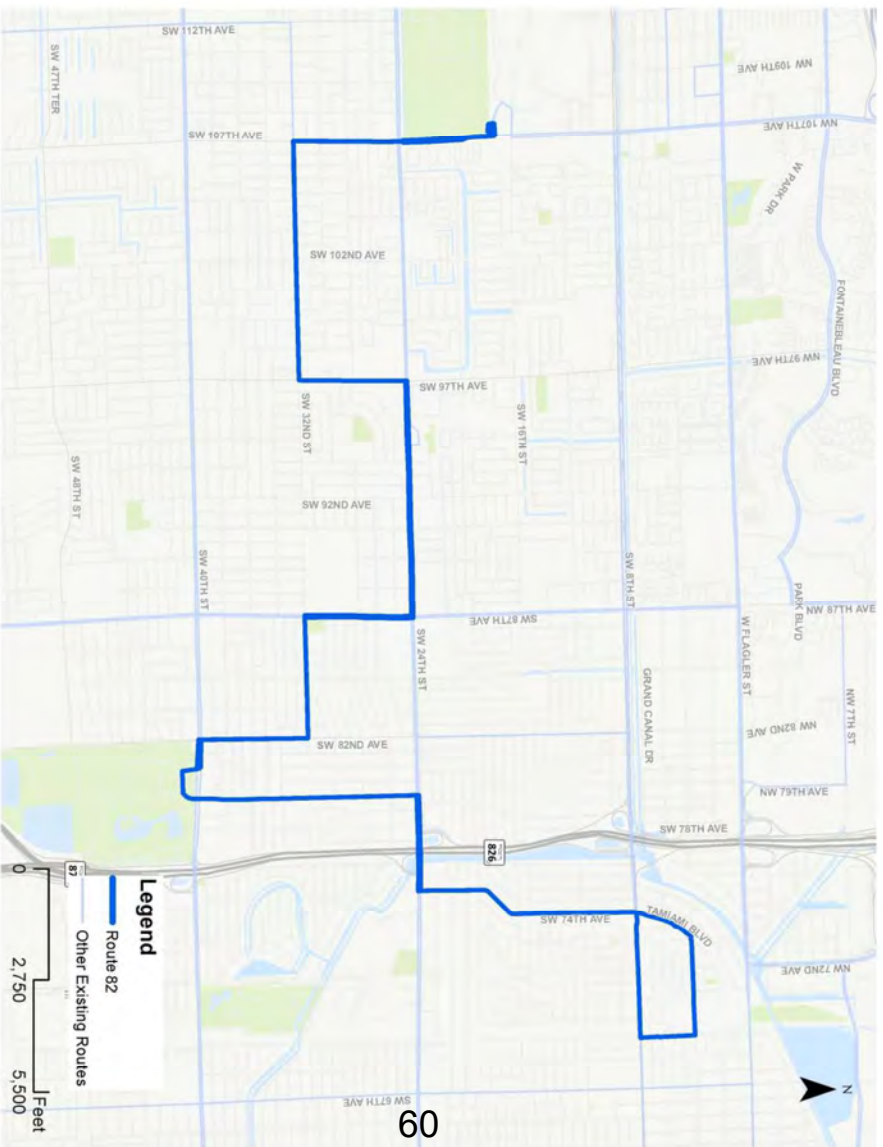 SW 112TH AVE
NW 109TH AVE
SW 47TH TER
SW 107TH AVE
NW 107TH AVE
W PARK DR
SW 102ND AVE
FONTAINEBLEAU BLVD
NW 97TH AVE
SW 97TH AVE
SW 32ND ST
SW 16TH ST
SW 48TH ST
SW 92ND AVE
SW 40TH ST
SW 8TH ST
PARK BLVD
NW 87TH AVE
SW 87TH AVE
SW 24TH ST
W FLAGLER ST
GRAND CANAL DR
NW 7TH ST
NW 82ND AVE
SW 82ND AVE
NW 79TH AVE
SW 78TH AVE
826
87
TAMIAMI BLVD
SW 74TH AVE
NW 72ND AVE
SW 67TH AVE
N
Legend
Route 82
Other Existing Routes
0 2,750 5,500
Feet
60